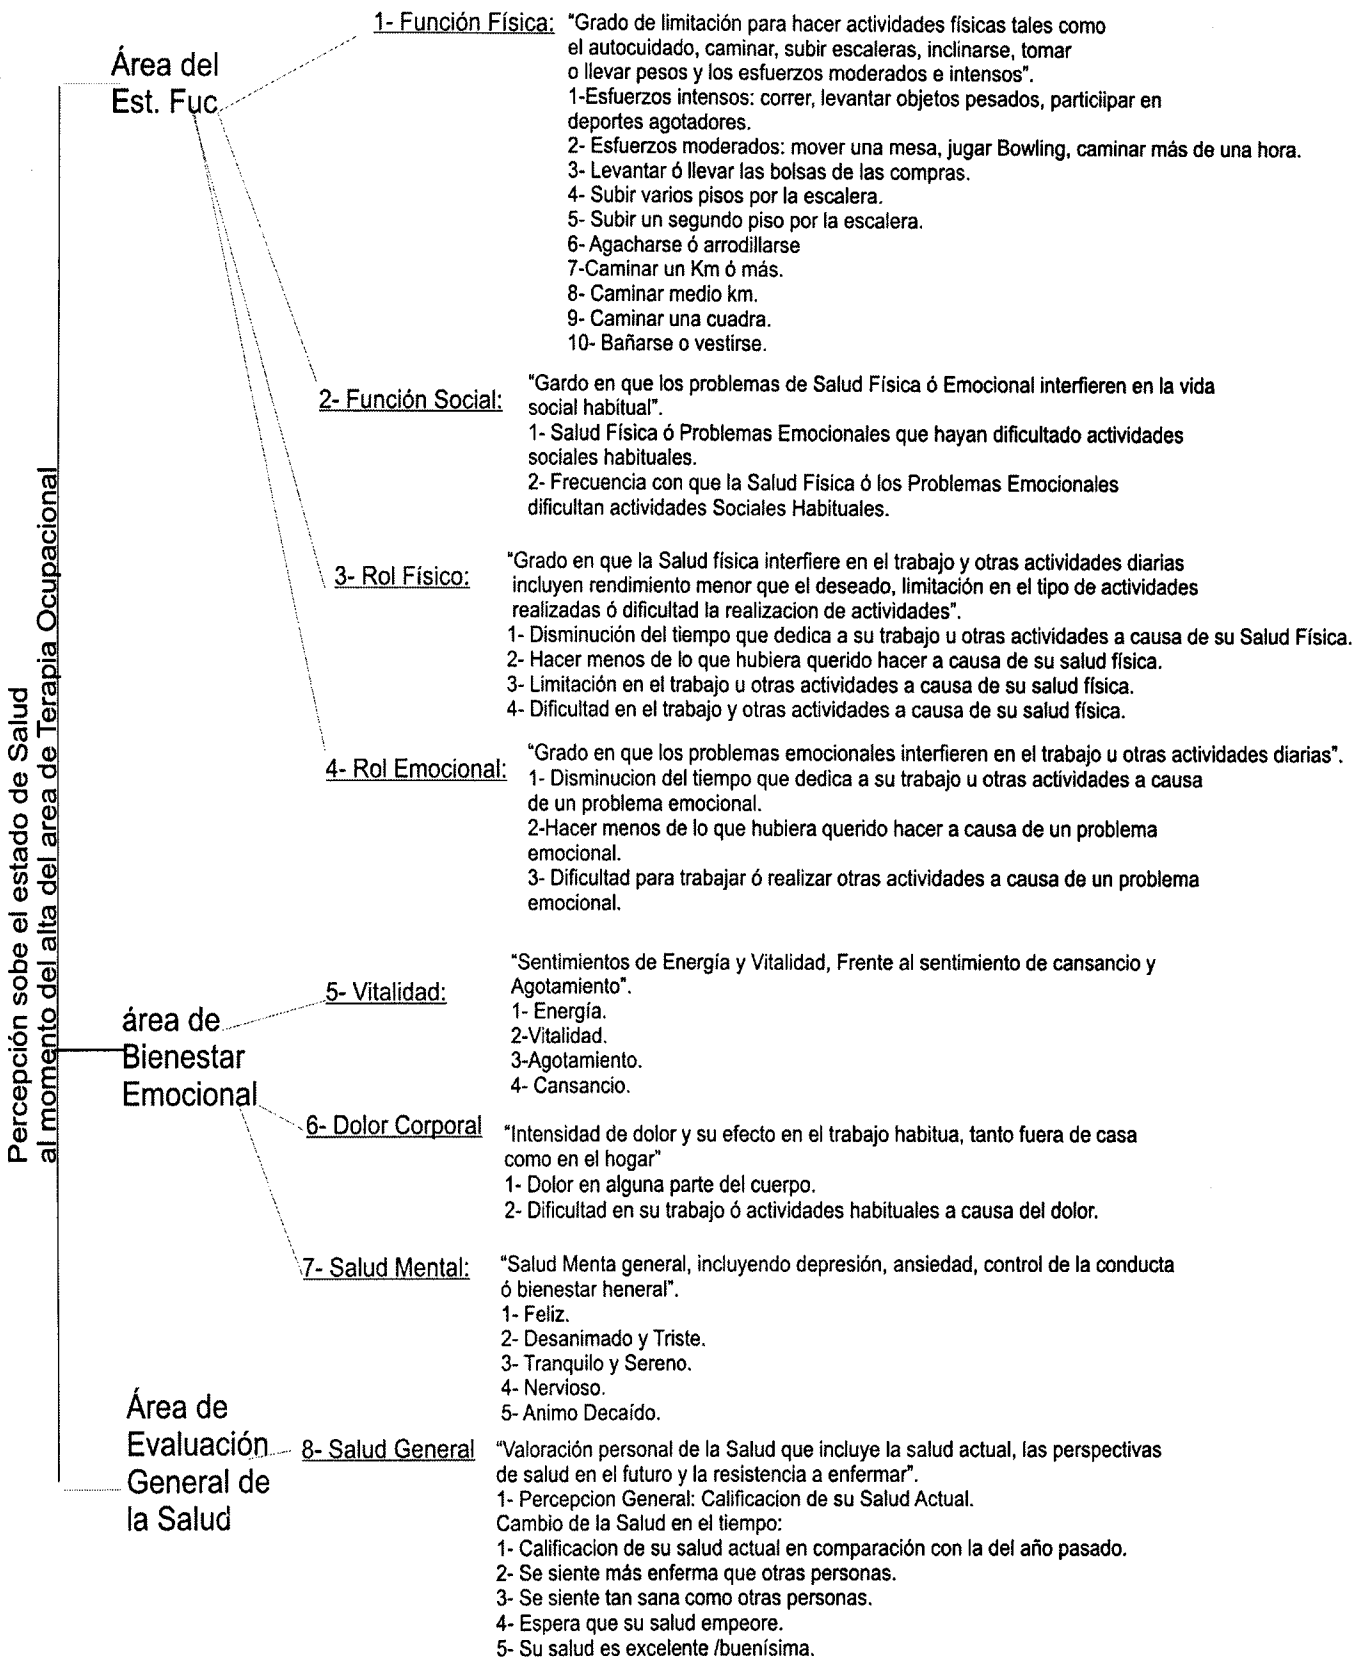 Percepción sobe el estado de Salud
al momento del alta del area de Terapia Ocupacional
Área del
Est. Fuc
1- Función Física:
"Grado de limitación para hacer actividades físicas tales como
el autocuidado, caminar, subir escaleras, inclinarse, tomar
o llevar pesos y los esfuerzos moderados e intensos".
1-Esfuerzos intensos: correr, levantar objetos pesados, particiipar en
deportes agotadores.
2- Esfuerzos moderados: mover una mesa, jugar Bowling, caminar más de una hora.
3- Levantar ó llevar las bolsas de las compras.
4- Subir varios pisos por la escalera.
5- Subir un segundo piso por la escalera.
6- Agacharse ó arrodillarse
7-Caminar un Km ó más.
8- Caminar medio km.
9- Caminar una cuadra.
10- Bañarse o vestirse.
2- Función Social:
"Gardo en que los problemas de Salud Física ó Emocional interfieren en la vida
social habítual".
1- Salud Física ó Problemas Emocionales que hayan dificultado actividades
sociales habituales.
2- Frecuencia con que la Salud Física ó los Problemas Emocionales
dificultan actividades Sociales Habituales.
3- Rol Físico:
"Grado en que la Salud física interfiere en el trabajo y otras actividades diarias
incluyen rendimiento menor que el deseado, limitación en el tipo de actividades
realizadas ó dificultad la realizacion de actividades".
1- Disminución del tiempo que dedica a su trabajo u otras actividades a causa de su Salud Física.
2- Hacer menos de lo que hubiera querido hacer a causa de su salud física.
3- Limitación en el trabajo u otras actividades a causa de su salud física.
4- Dificultad en el trabajo y otras actividades a causa de su salud física.
4- Rol Emocional:
"Grado en que los problemas emocionales interfieren en el trabajo u otras actividades diarias".
1- Disminucion del tiempo que dedica a su trabajo u otras actividades a causa
de un problema emocional.
2-Hacer menos de lo que hubiera querido hacer a causa de un problema
emocional.
3- Dificultad para trabajar ó realizar otras actividades a causa de un problema
emocional.
área de
Bienestar
Emocional
5- Vitalidad:
"Sentimientos de Energía y Vitalidad, Frente al sentimiento de cansancio y
Agotamiento".
1- Energía.
2-Vitalidad.
3-Agotamiento.
4- Cansancio.
6- Dolor Corporal
"Intensidad de dolor y su efecto en el trabajo habitua, tanto fuera de casa
como en el hogar"
1- Dolor en alguna parte del cuerpo.
2- Dificultad en su trabajo ó actividades habituales a causa del dolor.
7- Salud Mental:
"Salud Menta general, incluyendo depresión, ansiedad, control de la conducta
ó bienestar heneral".
1- Feliz.
2- Desanimado y Triste.
3- Tranquilo y Sereno.
4- Nervioso.
5- Animo Decaído.
Área de
Evaluación
General de
la Salud
8- Salud General
"Valoración personal de la Salud que incluye la salud actual, las perspectivas
de salud en el futuro y la resistencia a enfermar".
1- Percepcion General: Calificacion de su Salud Actual.
Cambio de la Salud en el tiempo:
1- Calificacion de su salud actual en comparación con la del año pasado.
2- Se siente más enferma que otras personas.
3- Se siente tan sana como otras personas.
4- Espera que su salud empeore.
5- Su salud es excelente /buenísima.